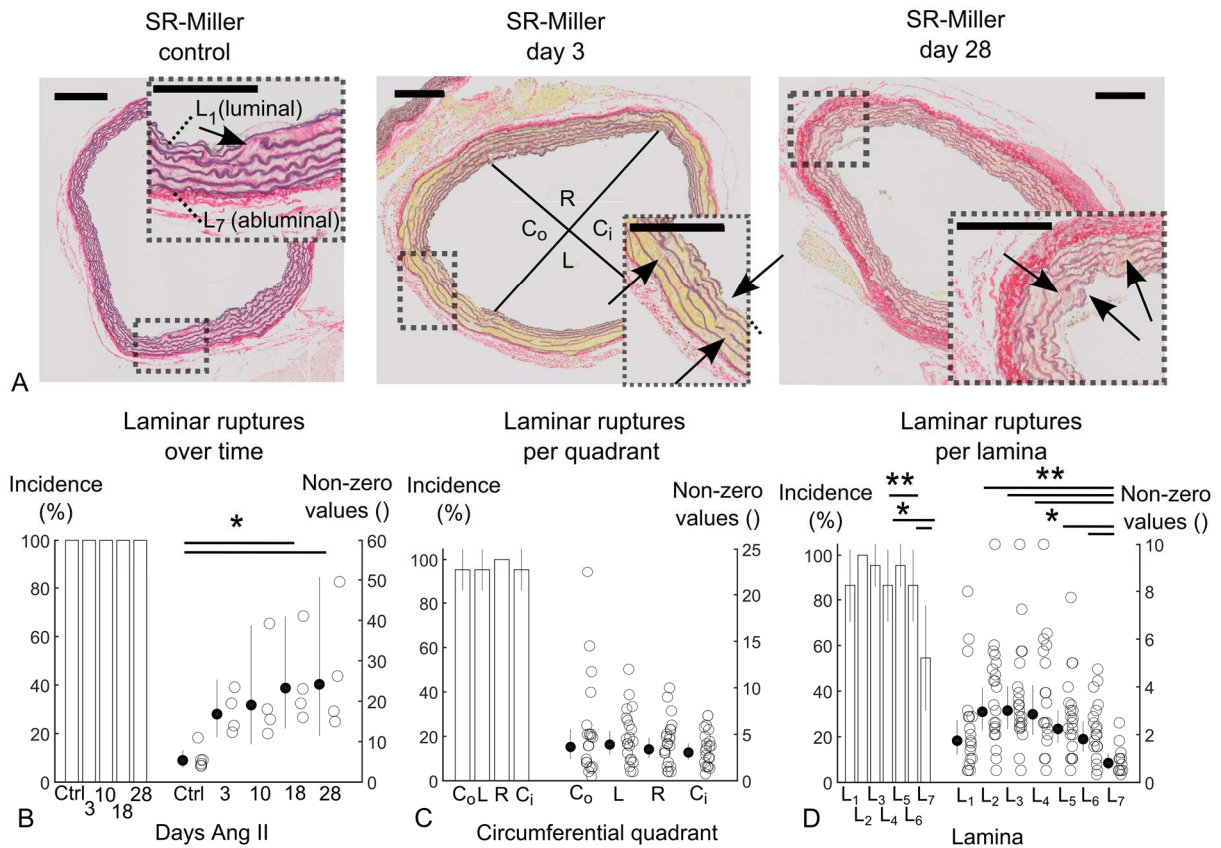 SR-Miller
control
SR-Miller
day 3
SR-Miller
day 28
L1 (luminal)
L7 (abluminal)
R
Co Ci
L
A
Laminar ruptures
over time
Incidence
(%)
Non-zero
values ()
*
100
80
60
40
20
0
60
50
40
30
20
10
0
Ctrl 3 10 18 28
Ctrl 3 10 18 28
B
Days Ang II
Laminar ruptures
per quadrant
Incidence
(%)
Non-zero
values ()
100
80
60
40
20
0
25
20
15
10
5
0
Co L R Ci
Co L R Ci
C
Circumferential quadrant
Laminar ruptures
per lamina
Incidence
(%)
Non-zero
values ()
**
*
**
*
100
80
60
40
20
0
10
8
6
4
2
0
L1 L2 L3 L4 L5 L6 L7
L1 L2 L3 L4 L5 L6 L7
D
Lamina